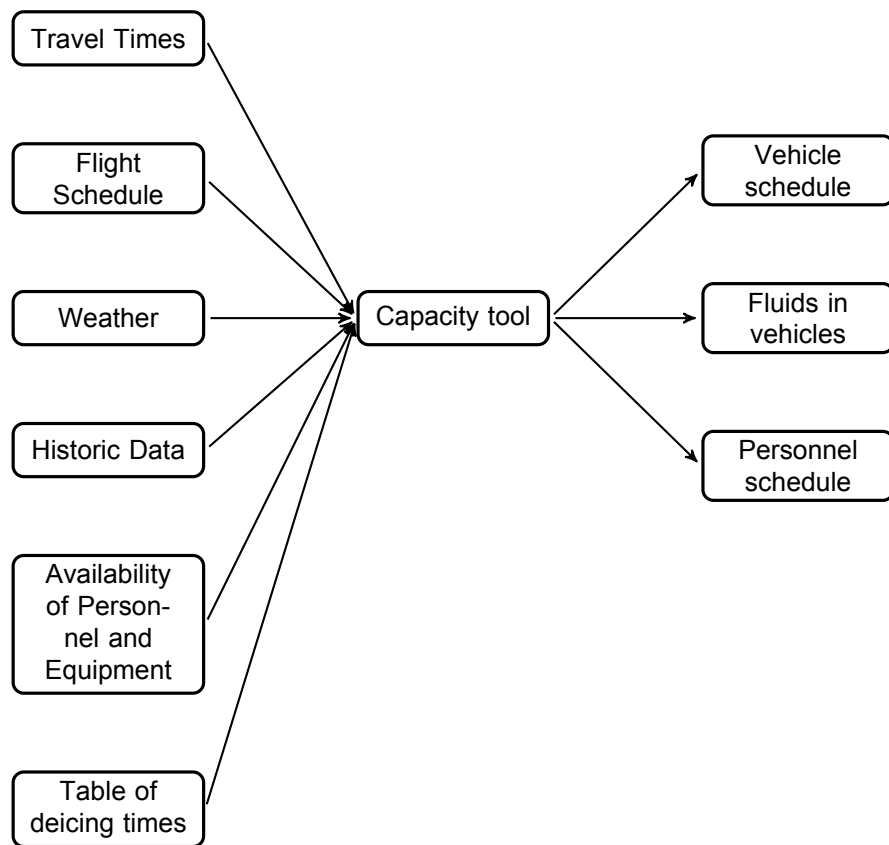 Travel Times
Flight
Schedule
Weather
Historic Data
Availability
of Person-
nel and
Equipment
Table of
deicing times
Capacity tool
Vehicle
schedule
Fluids in
vehicles
Personnel
schedule